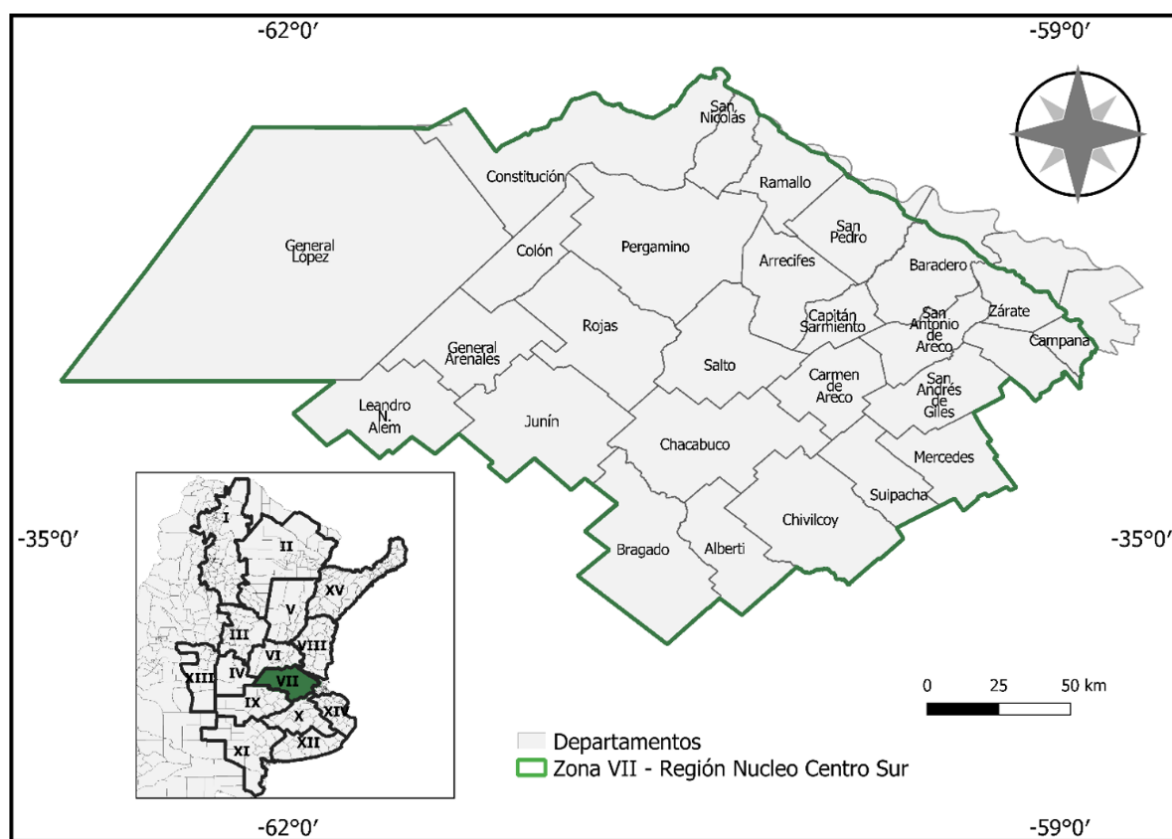 -62°0′
-59°0′
San
Nicolás
Constitución
Ramallo
General
López
Colón
Pergamino
San
Pedro
Arrecifes
Baradero
Zárate
Rojas
Capitán
Sarmiento
San
Antonio
de
Areco
Campana
General
Arenales
Salto
Carmen
de Areco
San
Andrés
de
Giles
Leandro
N.
Alem
Junín
Chacabuco
Mercedes
Suipacha
Chivilcoy
Bragado
Alberti
-35°0′
-35°0′
I
II
XV
V
III
VIII
VI
XIII
IV
VII
IX
X
XIV
XI
XII
0 25 50 km
Departamentos
Zona VII - Región Nucleo Centro Sur
-62°0′
-59°0′